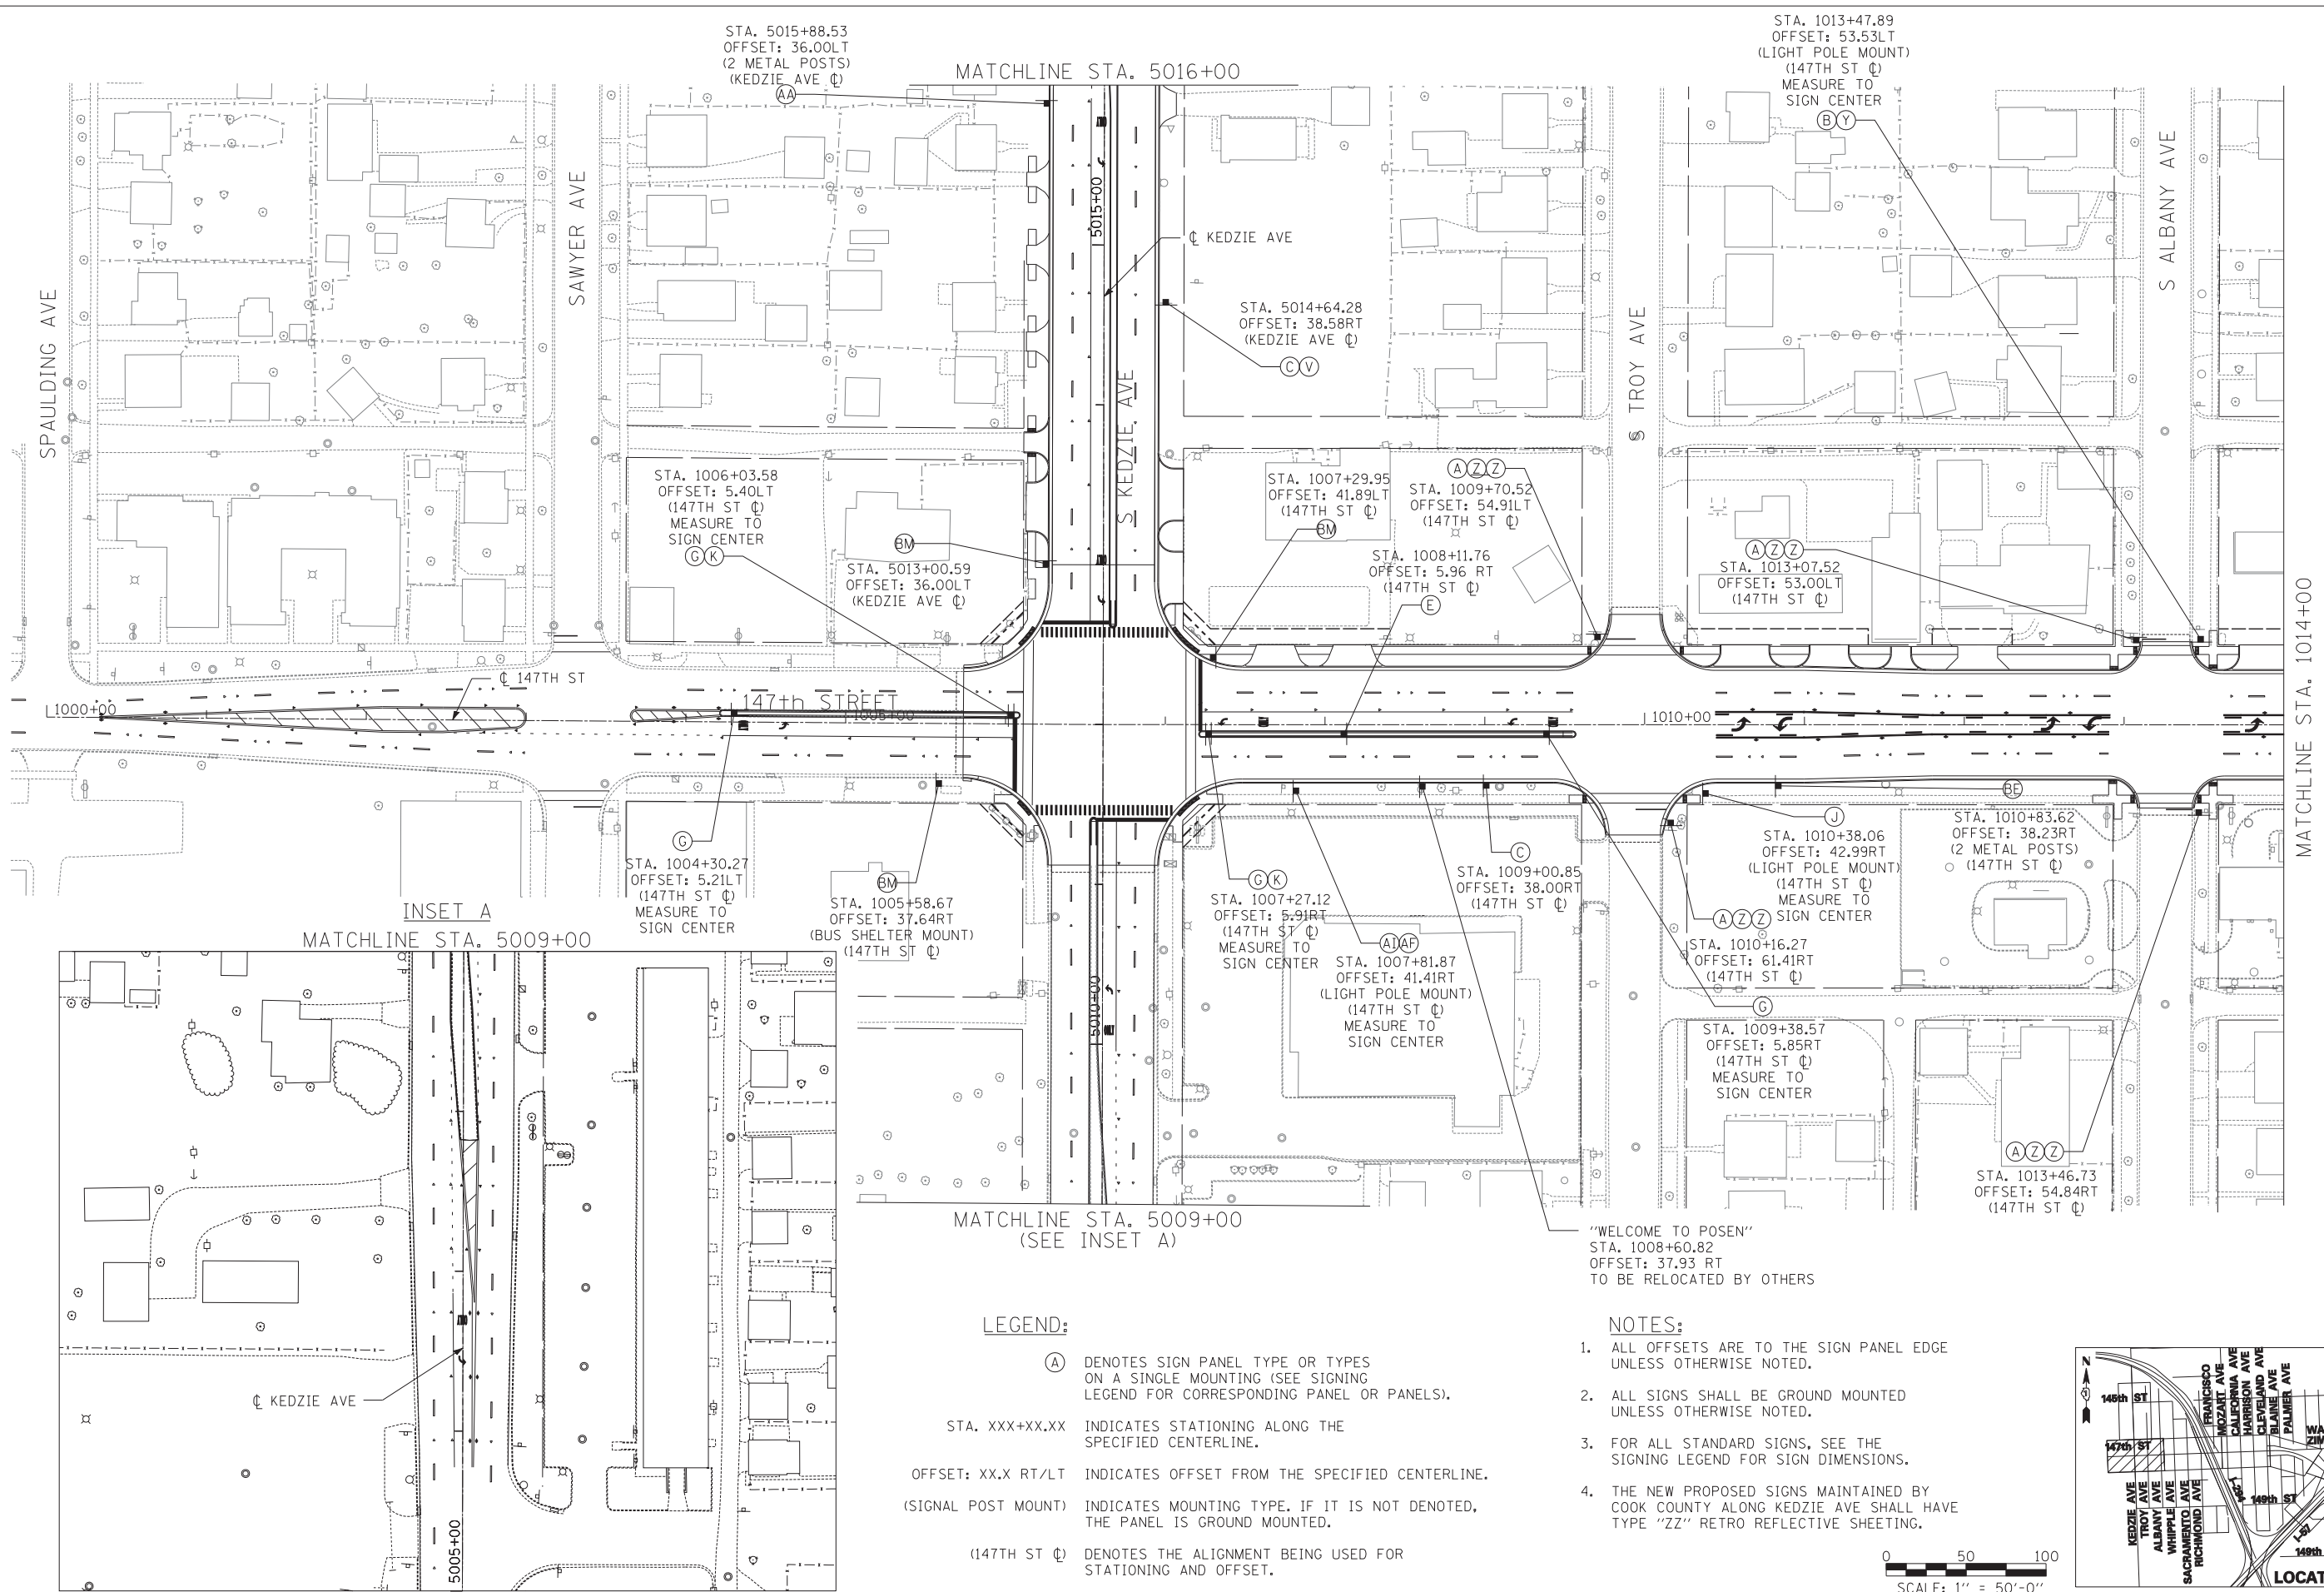 STA. 5015+88.53
OFFSET: 36.00LT
(2 METAL POSTS)
(KEDZIE AVE ℄)
AA
MATCHLINE STA. 5016+00
STA. 1013+47.89
OFFSET: 53.53LT
(LIGHT POLE MOUNT)
(147TH ST ℄)
MEASURE TO
SIGN CENTER
B Y
SPAULDING AVE
SAWYER AVE
5015+00
℄ KEDZIE AVE
S KEDZIE AVE
STA. 5014+64.28
OFFSET: 38.58RT
(KEDZIE AVE ℄)
C V
S TROY AVE
S ALBANY AVE
STA. 1006+03.58
OFFSET: 5.40LT
(147TH ST ℄)
MEASURE TO
SIGN CENTER
G K
BM
STA. 5013+00.59
OFFSET: 36.00LT
(KEDZIE AVE ℄)
STA. 1007+29.95
OFFSET: 41.89LT
(147TH ST ℄)
BM
A Z Z
STA. 1009+70.52
OFFSET: 54.91LT
(147TH ST ℄)
STA. 1008+11.76
OFFSET: 5.96 RT
(147TH ST ℄)
E
A Z Z
STA. 1013+07.52
OFFSET: 53.00LT
(147TH ST ℄)
MATCHLINE STA. 1014+00
℄ 147TH ST
1000+00
147th STREET
1005+00
1010+00
G
STA. 1004+30.27
OFFSET: 5.21LT
(147TH ST ℄)
MEASURE TO
SIGN CENTER
BM
STA. 1005+58.67
OFFSET: 37.64RT
(BUS SHELTER MOUNT)
(147TH ST ℄)
G K
STA. 1007+27.12
OFFSET: 5.91RT
(147TH ST ℄)
MEASURE TO
SIGN CENTER
AI AF
STA. 1007+81.87
OFFSET: 41.41RT
(LIGHT POLE MOUNT)
(147TH ST ℄)
MEASURE TO
SIGN CENTER
C
STA. 1009+00.85
OFFSET: 38.00RT
(147TH ST ℄)
J
STA. 1010+38.06
OFFSET: 42.99RT
(LIGHT POLE MOUNT)
(147TH ST ℄)
MEASURE TO
SIGN CENTER
BE
STA. 1010+83.62
OFFSET: 38.23RT
(2 METAL POSTS)
(147TH ST ℄)
A Z Z
STA. 1010+16.27
OFFSET: 61.41RT
(147TH ST ℄)
G
STA. 1009+38.57
OFFSET: 5.85RT
(147TH ST ℄)
MEASURE TO
SIGN CENTER
A Z Z
STA. 1013+46.73
OFFSET: 54.84RT
(147TH ST ℄)
5010+00
ONLY
MATCHLINE STA. 5009+00
(SEE INSET A)
"WELCOME TO POSEN"
STA. 1008+60.82
OFFSET: 37.93 RT
TO BE RELOCATED BY OTHERS
INSET A
MATCHLINE STA. 5009+00
℄ KEDZIE AVE
5005+00
LEGEND:
A DENOTES SIGN PANEL TYPE OR TYPES
ON A SINGLE MOUNTING (SEE SIGNING
LEGEND FOR CORRESPONDING PANEL OR PANELS).
STA. XXX+XX.XX INDICATES STATIONING ALONG THE
SPECIFIED CENTERLINE.
OFFSET: XX.X RT/LT INDICATES OFFSET FROM THE SPECIFIED CENTERLINE.
(SIGNAL POST MOUNT) INDICATES MOUNTING TYPE. IF IT IS NOT DENOTED,
THE PANEL IS GROUND MOUNTED.
(147TH ST ℄) DENOTES THE ALIGNMENT BEING USED FOR
STATIONING AND OFFSET.
NOTES:
1. ALL OFFSETS ARE TO THE SIGN PANEL EDGE
UNLESS OTHERWISE NOTED.
2. ALL SIGNS SHALL BE GROUND MOUNTED
UNLESS OTHERWISE NOTED.
3. FOR ALL STANDARD SIGNS, SEE THE
SIGNING LEGEND FOR SIGN DIMENSIONS.
4. THE NEW PROPOSED SIGNS MAINTAINED BY
COOK COUNTY ALONG KEDZIE AVE SHALL HAVE
TYPE "ZZ" RETRO REFLECTIVE SHEETING.
0 50 100
SCALE: 1" = 50'-0"
N
145th ST
147th ST
FRANCISCO
MOZART AVE
CALIFORNIA AVE
HARRISON AVE
CLEVELAND AVE
BLAINE AVE
PALMER AVE
KEDZIE AVE
TROY AVE
ALBANY AVE
WHIPPLE AVE
SACRAMENTO AVE
RICHMOND AVE
149th ST
I-57
149th